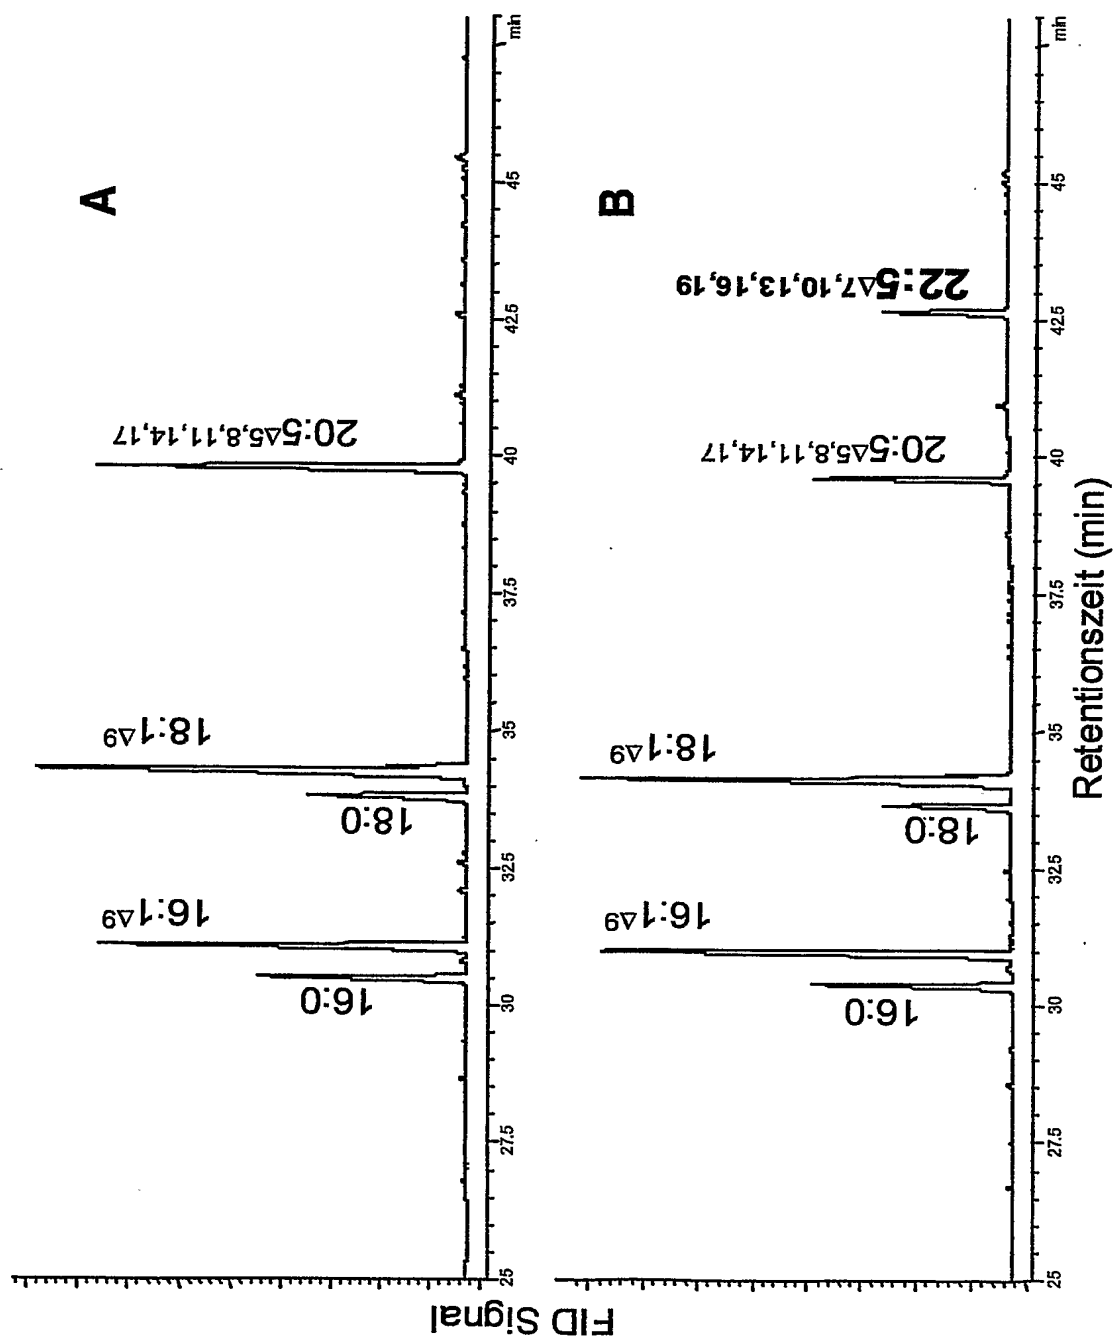 A
16:0
16:1Δ9
18:0
18:1Δ9
20:5Δ5,8,11,14,17
25
27.5
30
32.5
35
37.5
40
42.5
45
min
B
16:0
16:1Δ9
18:0
18:1Δ9
20:5Δ5,8,11,14,17
22:5Δ7,10,13,16,19
25
27.5
30
32.5
35
37.5
40
42.5
45
min
FID Signal
Retentionszeit (min)